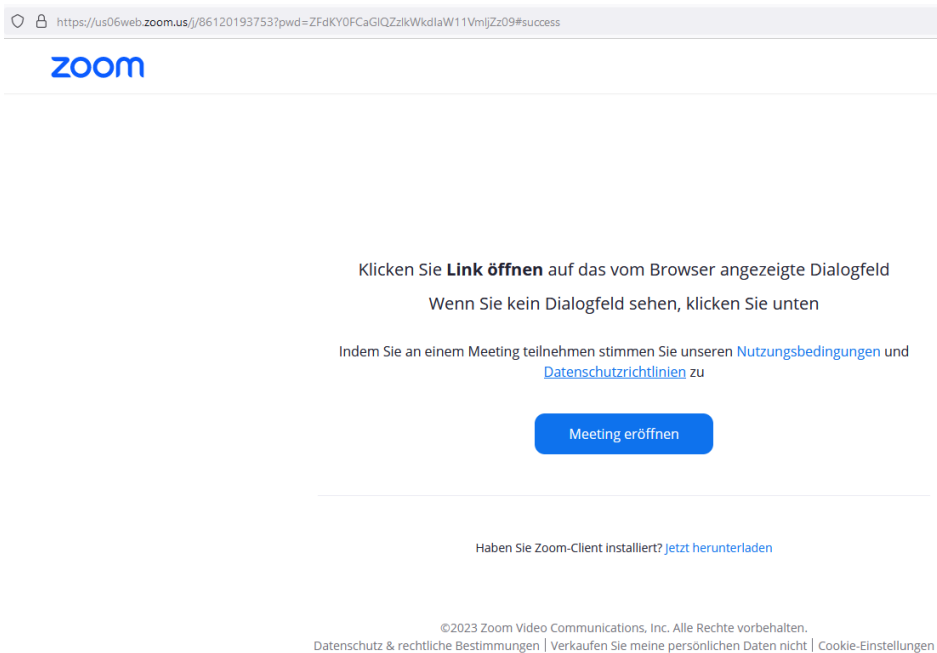 https://us06web.zoom.us/j/86120193753?pwd=ZFdKY0FCaGlQZzlkWkdlaW11VmljZz09#success
zoom
Klicken Sie Link öffnen auf das vom Browser angezeigte Dialogfeld
Wenn Sie kein Dialogfeld sehen, klicken Sie unten
Indem Sie an einem Meeting teilnehmen stimmen Sie unseren Nutzungsbedingungen und
Datenschutzrichtlinien zu
Meeting eröffnen
Haben Sie Zoom-Client installiert? Jetzt herunterladen
©2023 Zoom Video Communications, Inc. Alle Rechte vorbehalten.
Datenschutz & rechtliche Bestimmungen | Verkaufen Sie meine persönlichen Daten nicht | Cookie-Einstellungen